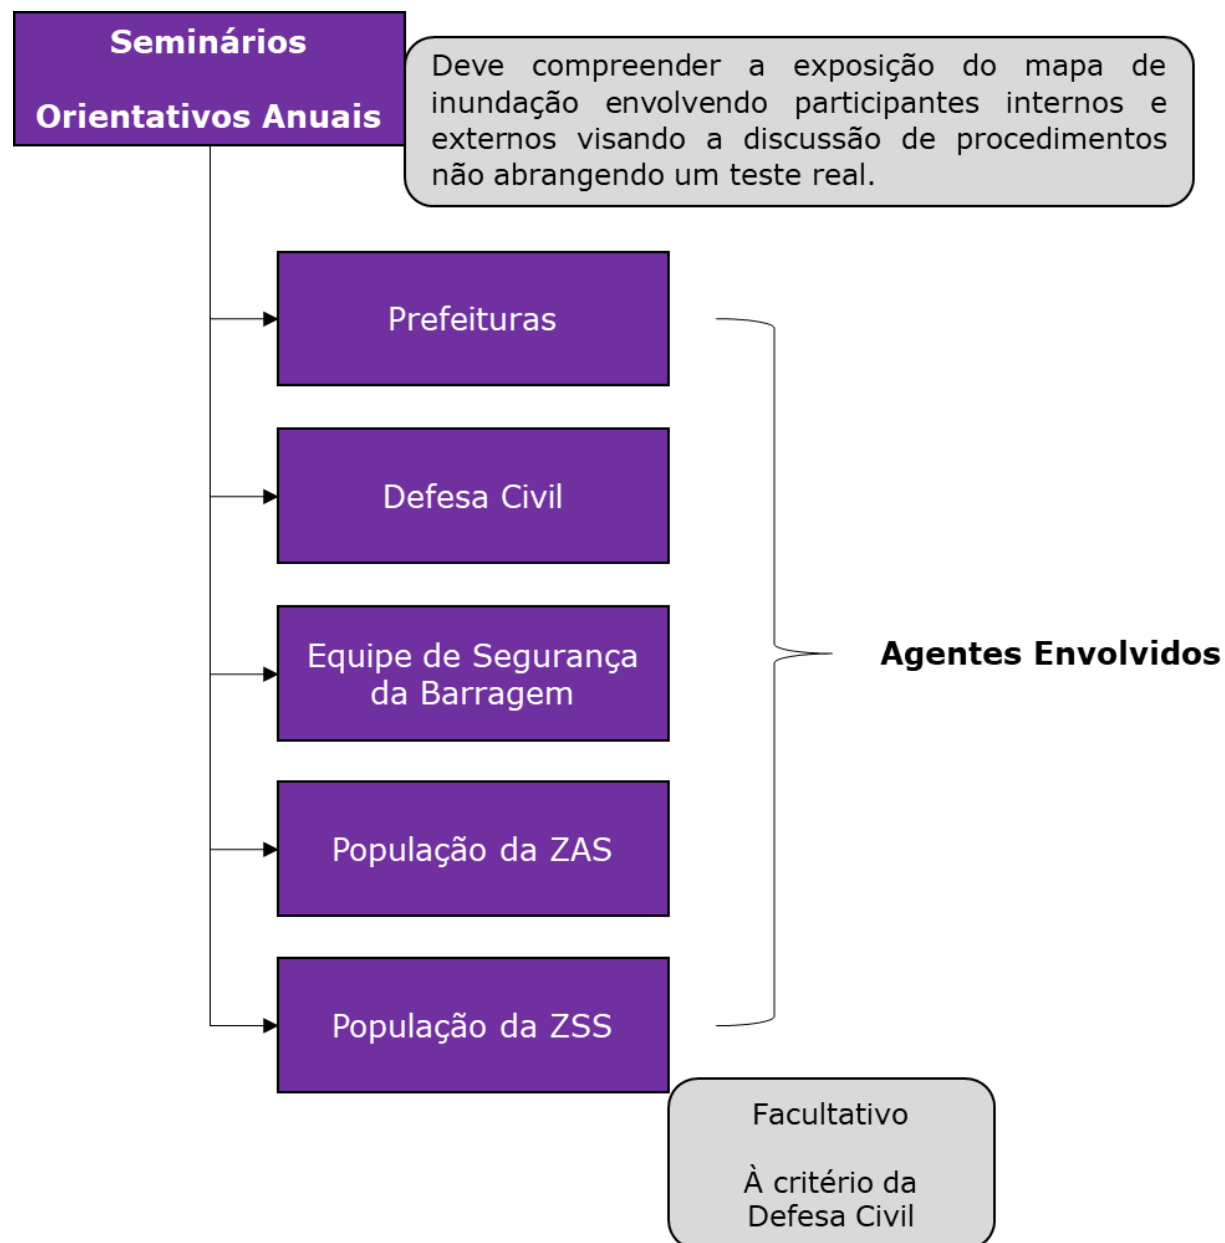 Seminários
Orientativos Anuais
Deve compreender a exposição do mapa de
inundação envolvendo participantes internos e
externos visando a discussão de procedimentos
não abrangendo um teste real.
Prefeituras
Defesa Civil
Equipe de Segurança
da Barragem
População da ZAS
População da ZSS
Agentes Envolvidos
Facultativo
À critério da
Defesa Civil